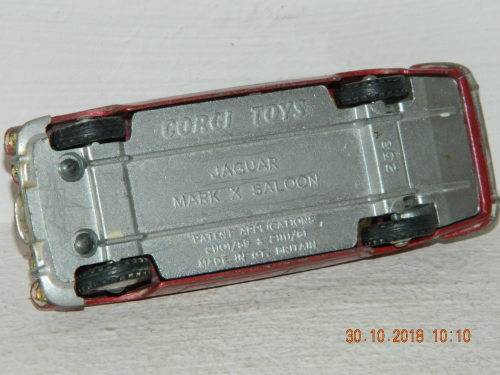 CORGI TOYS
JAGUAR
MARK X SALOON
PATENT APPLICATIONS
MADE IN GT. BRITAIN
238
30.10.2018 10:10